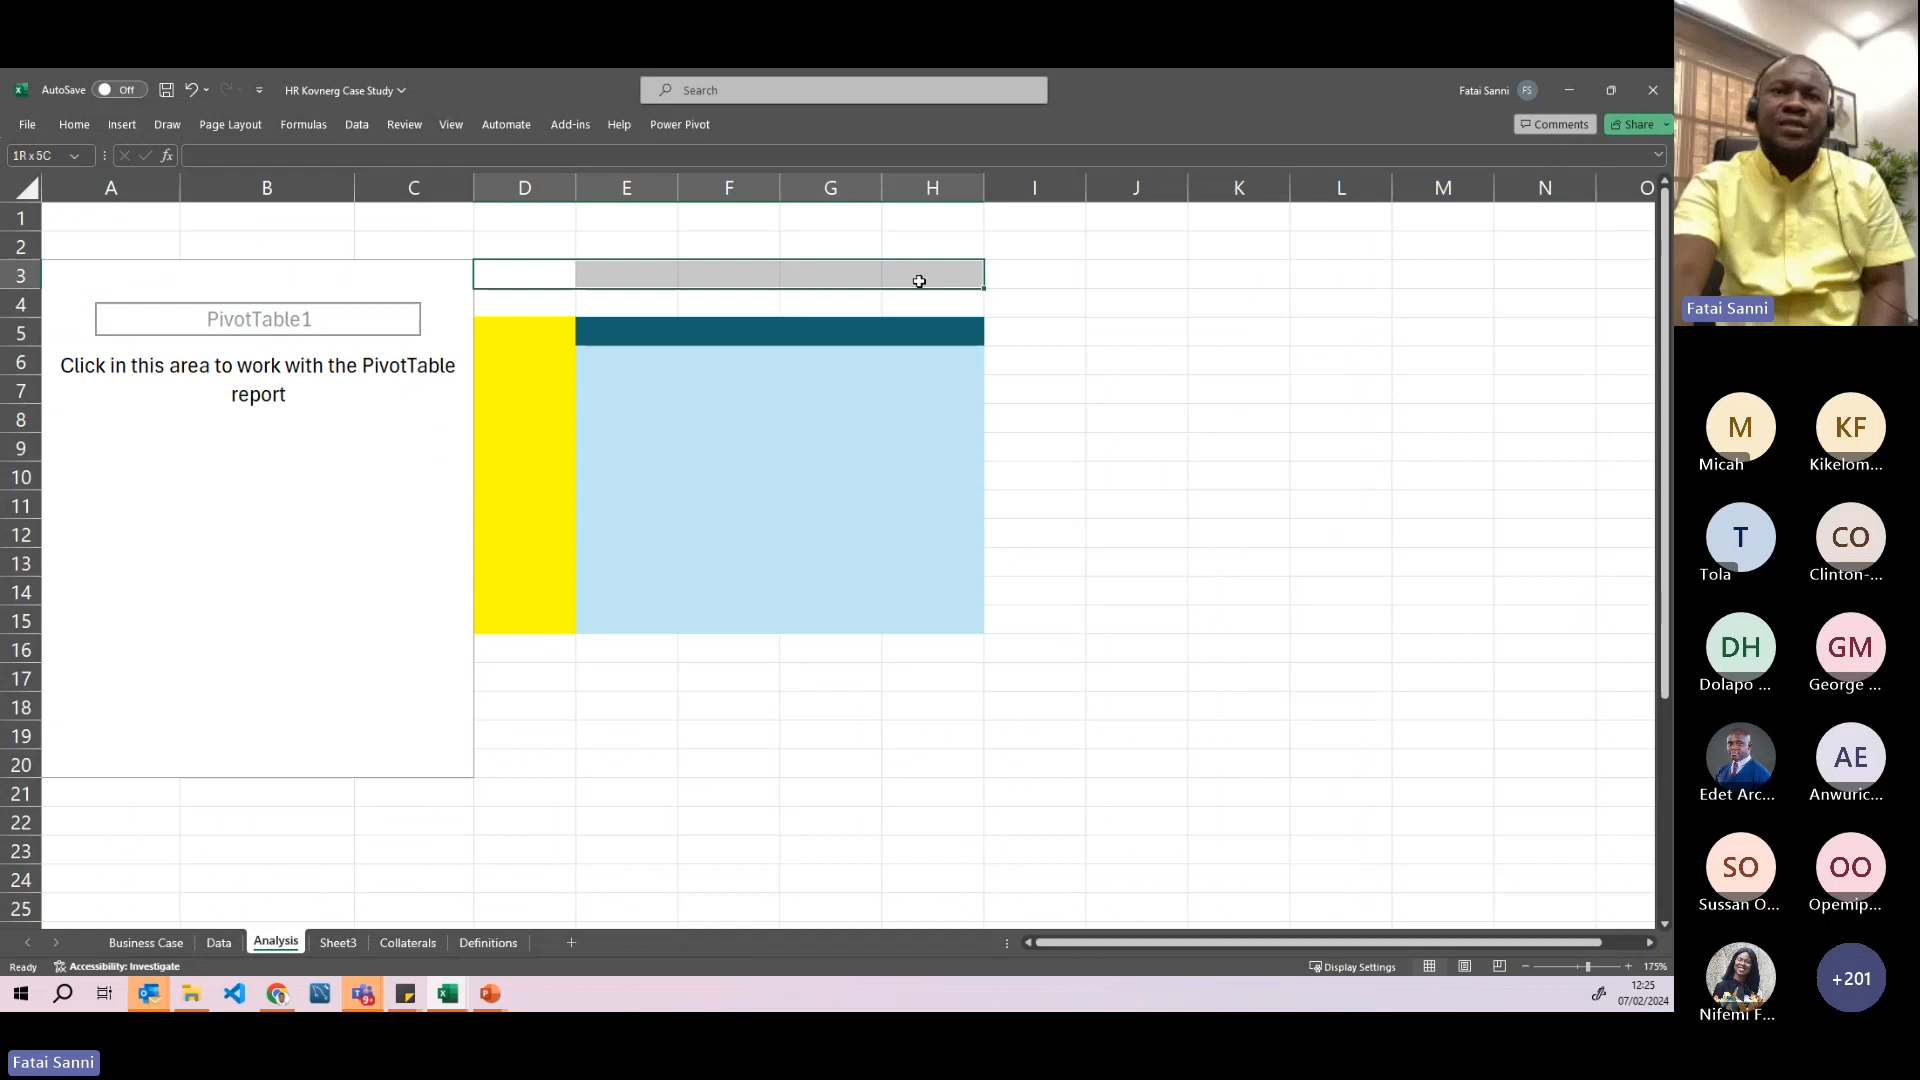 AutoSave Off
HR Kovnerg Case Study
Search
Fatai Sanni FS
File Home Insert Draw Page Layout Formulas Data Review View Automate Add-ins Help Power Pivot
Comments Share
1R x 5C fx
A B C D E F G H I J K L M N O
1
2
3
4
PivotTable1
5
6
Click in this area to work with the PivotTable
report
7
8
9
10
11
12
13
14
15
16
17
18
19
20
21
22
23
24
25
Business Case Data Analysis Sheet3 Collaterals Definitions
Ready Accessibility: Investigate
Display Settings 175%
9+
12:25
07/02/2024
Fatai Sanni
Fatai Sanni
M KF
Micah Kikelom...
T CO
Tola Clinton-...
DH GM
Dolapo ... George ...
AE
Edet Arc... Anwuric...
SO OO
Sussan O... Opemip...
+201
Nifemi F...